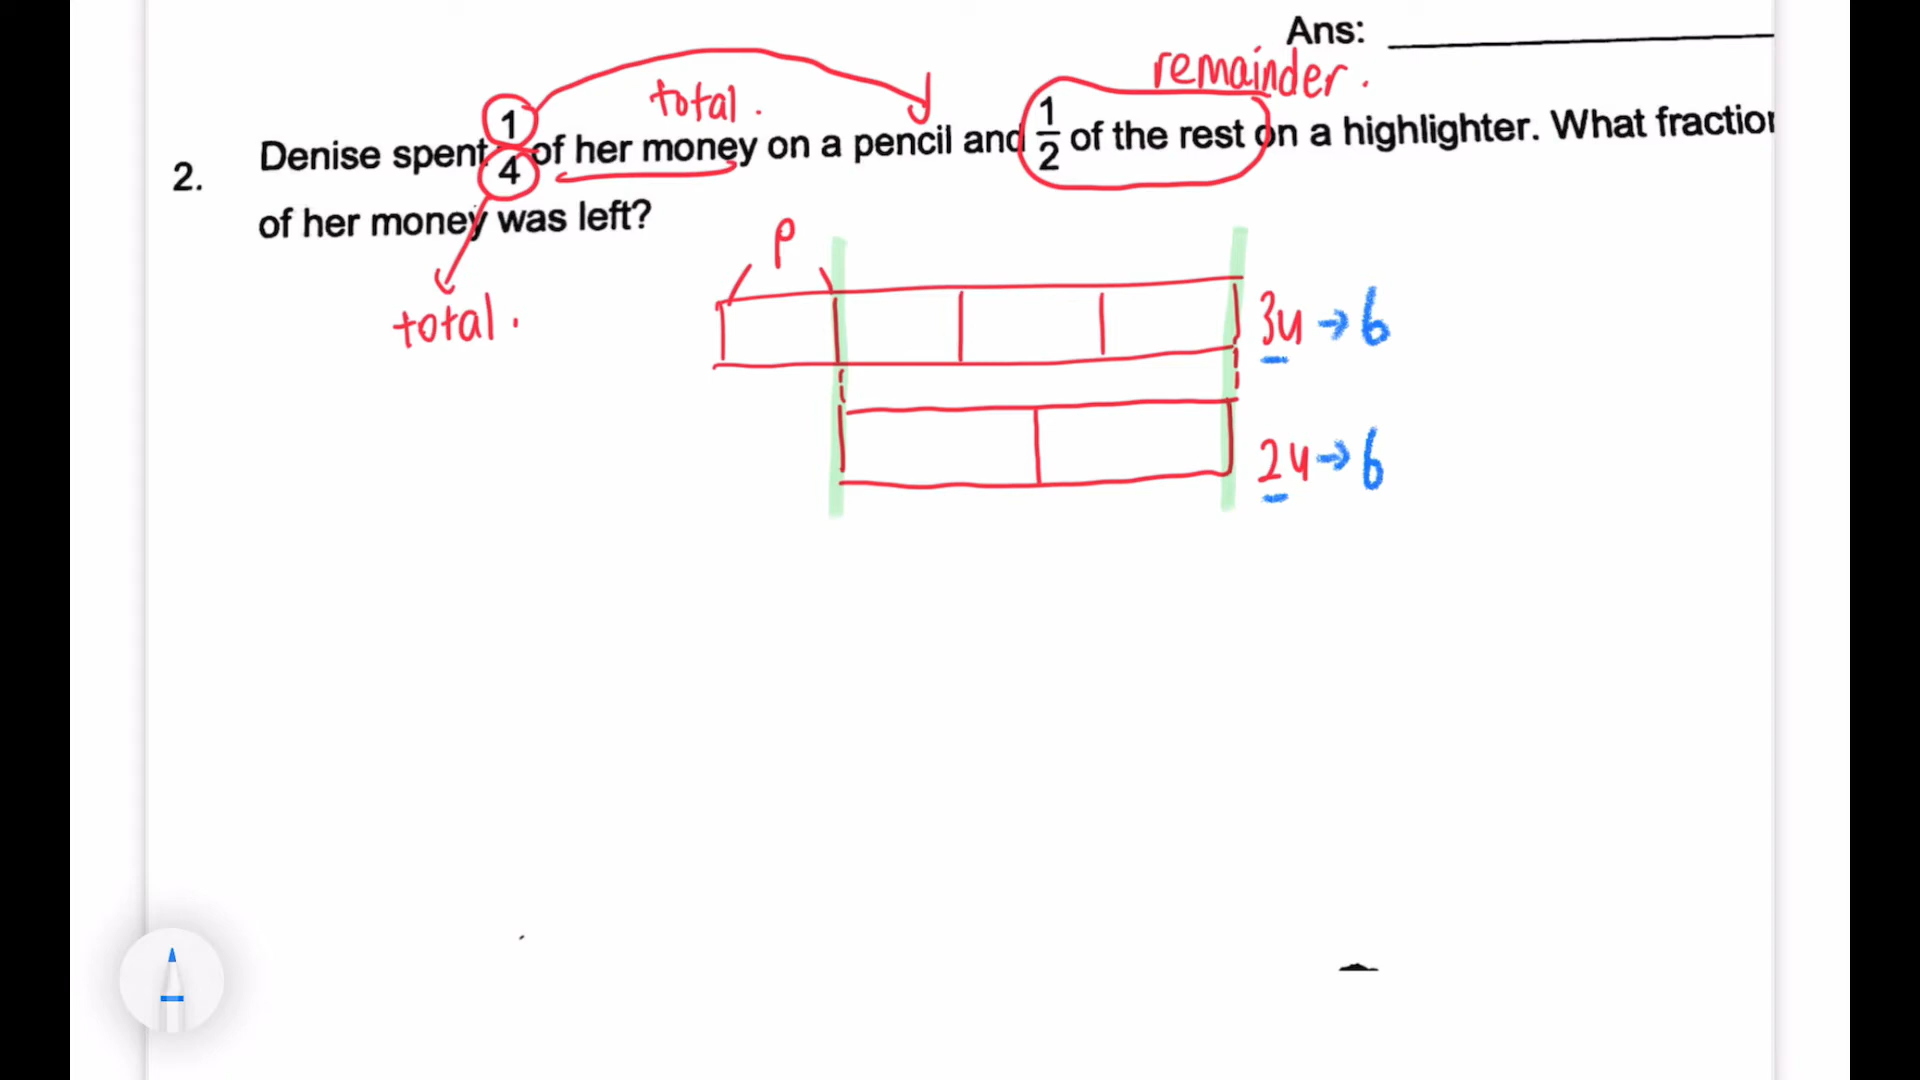 Ans:
remainder.
total.
2. Denise spent 1/4 of her money on a pencil and 1/2 of the rest on a highlighter. What fraction
of her money was left?
P
total.
3u → 6
2u → 6